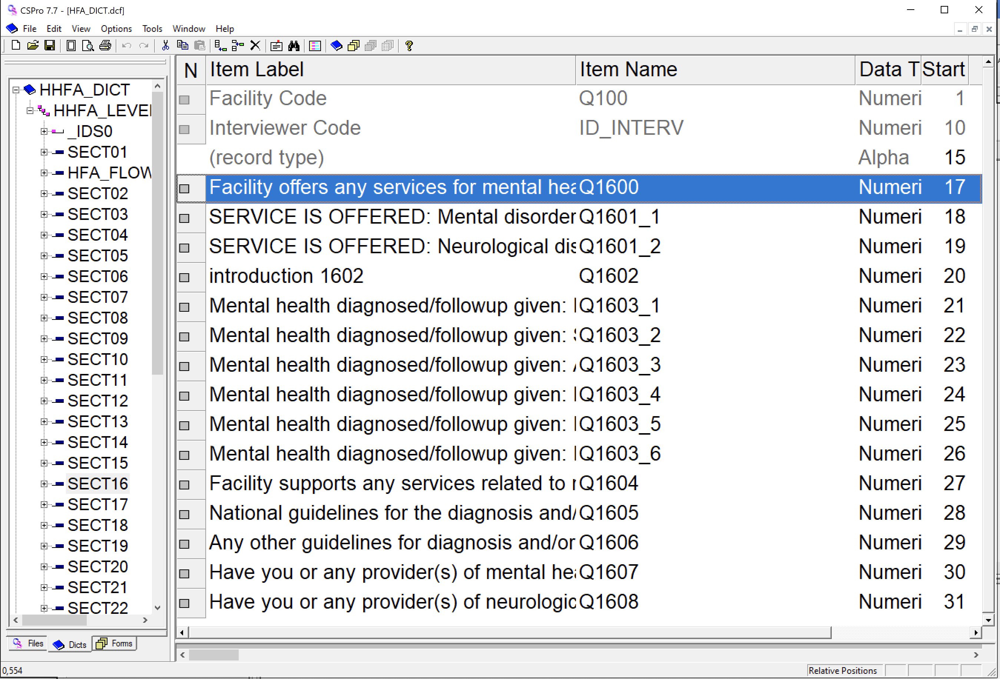 CSPro 7.7 - [HFA_DICT.dcf]
File Edit View Options Tools Window Help
HHFA_DICT
HHFA_LEVEL
_IDS0
SECT01
HFA_FLOW
SECT02
SECT03
SECT04
SECT05
SECT06
SECT07
SECT08
SECT09
SECT10
SECT11
SECT12
SECT13
SECT14
SECT15
SECT16
SECT17
SECT18
SECT19
SECT20
SECT21
SECT22
Files Dicts Forms
N Item Label Item Name Data T Start
Facility Code Q100 Numeri 1
Interviewer Code ID_INTERV Numeri 10
(record type) Alpha 15
Facility offers any services for mental hea Q1600 Numeri 17
SERVICE IS OFFERED: Mental disorder Q1601_1 Numeri 18
SERVICE IS OFFERED: Neurological dis Q1601_2 Numeri 19
introduction 1602 Q1602 Numeri 20
Mental health diagnosed/followup given: Q1603_1 Numeri 21
Mental health diagnosed/followup given: Q1603_2 Numeri 22
Mental health diagnosed/followup given: Q1603_3 Numeri 23
Mental health diagnosed/followup given: Q1603_4 Numeri 24
Mental health diagnosed/followup given: Q1603_5 Numeri 25
Mental health diagnosed/followup given: Q1603_6 Numeri 26
Facility supports any services related to Q1604 Numeri 27
National guidelines for the diagnosis and/ Q1605 Numeri 28
Any other guidelines for diagnosis and/or Q1606 Numeri 29
Have you or any provider(s) of mental hea Q1607 Numeri 30
Have you or any provider(s) of neurologic Q1608 Numeri 31
0,554 Relative Positions